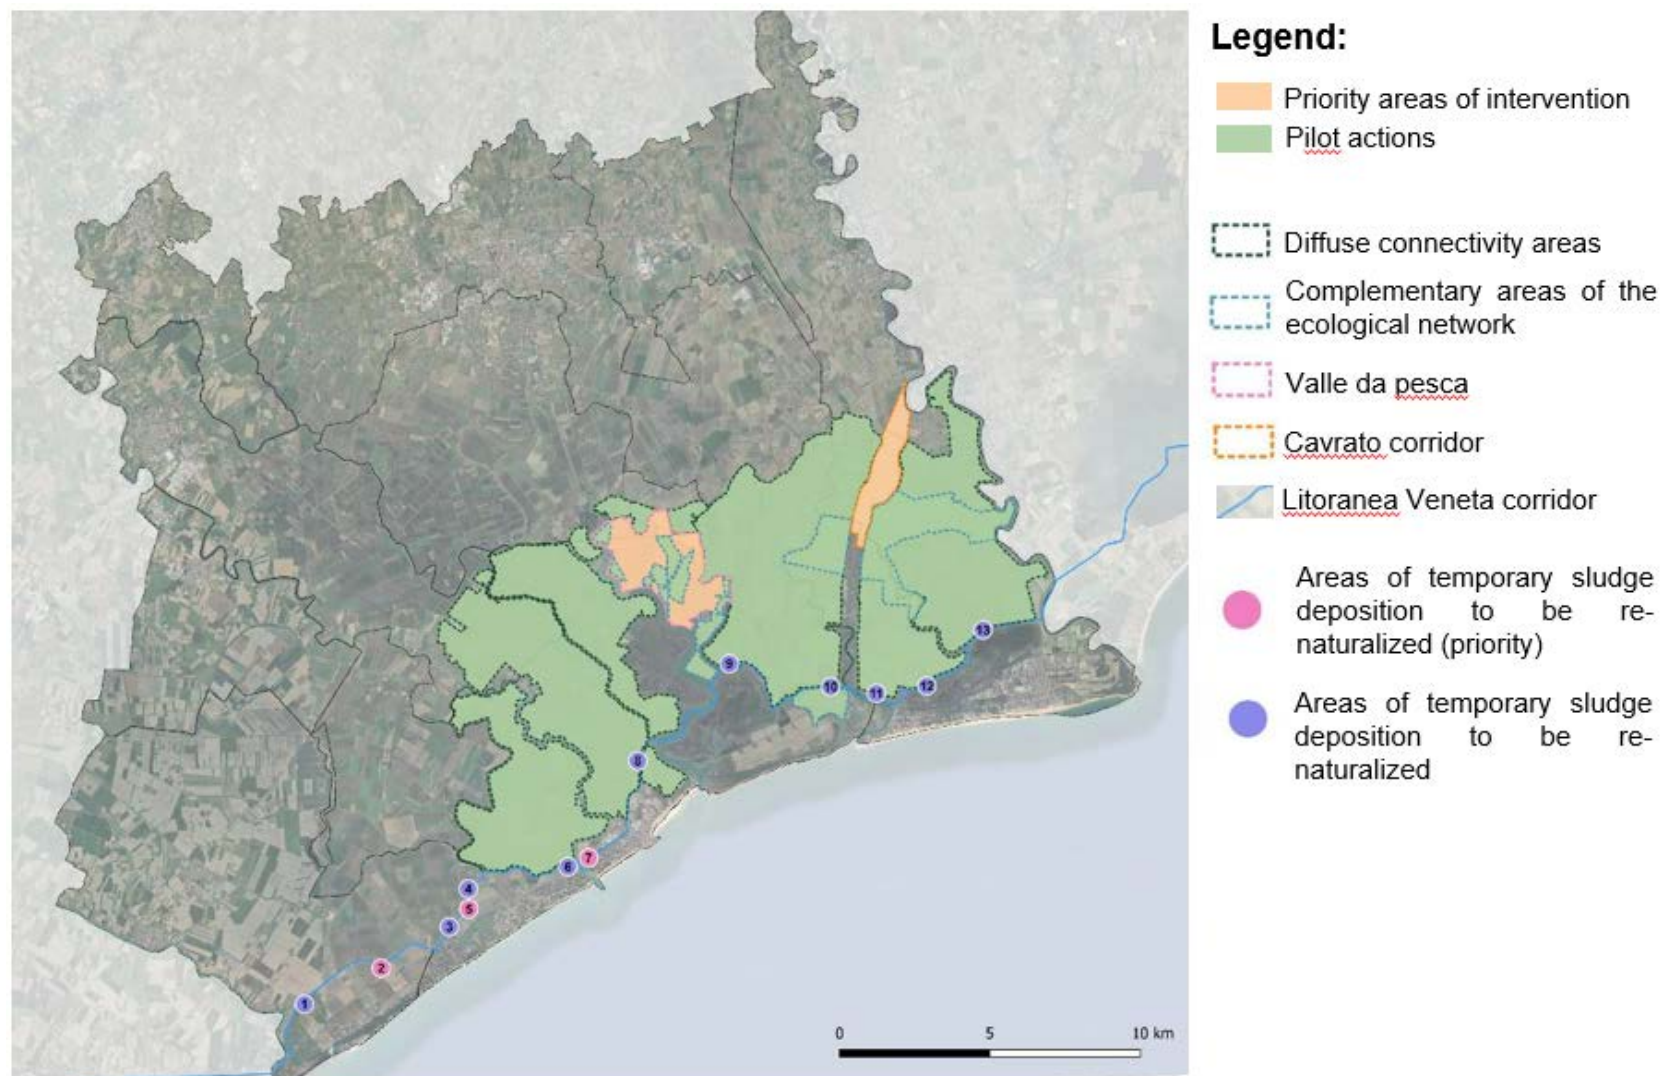 Legend:
Priority areas of intervention
Pilot actions
Diffuse connectivity areas
Complementary areas of the
ecological network
Valle da pesca
Cavrato corridor
Litoranea Veneta corridor
Areas of temporary sludge
deposition to be re-
naturalized (priority)
Areas of temporary sludge
deposition to be re-
naturalized
13
9
10
11
12
8
7
6
4
5
3
2
1
0 5 10 km